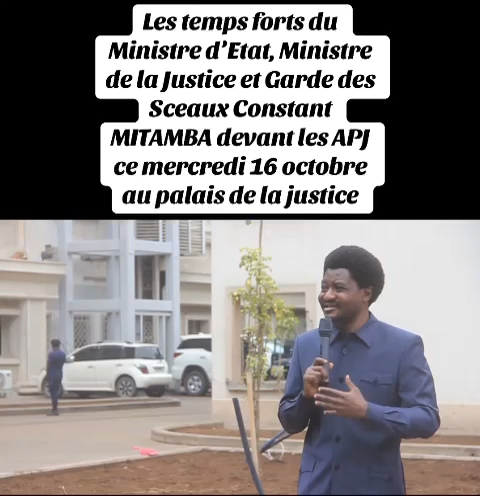 Les temps forts du
Ministre d'Etat, Ministre
de la Justice et Garde des
Sceaux Constant
MITAMBA devant les APJ
ce mercredi 16 octobre
au palais de la justice